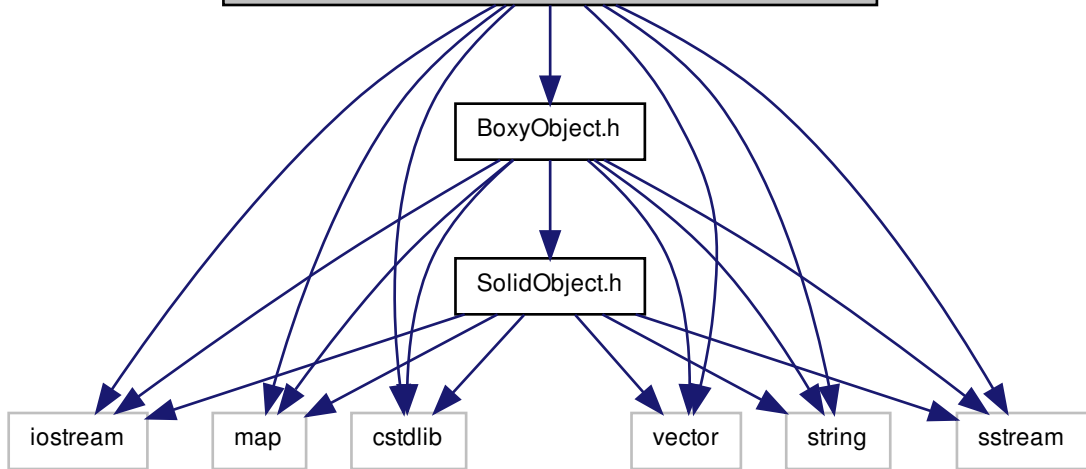 BoxyObject.h
SolidObject.h
iostream
map
cstdlib
vector
string
sstream